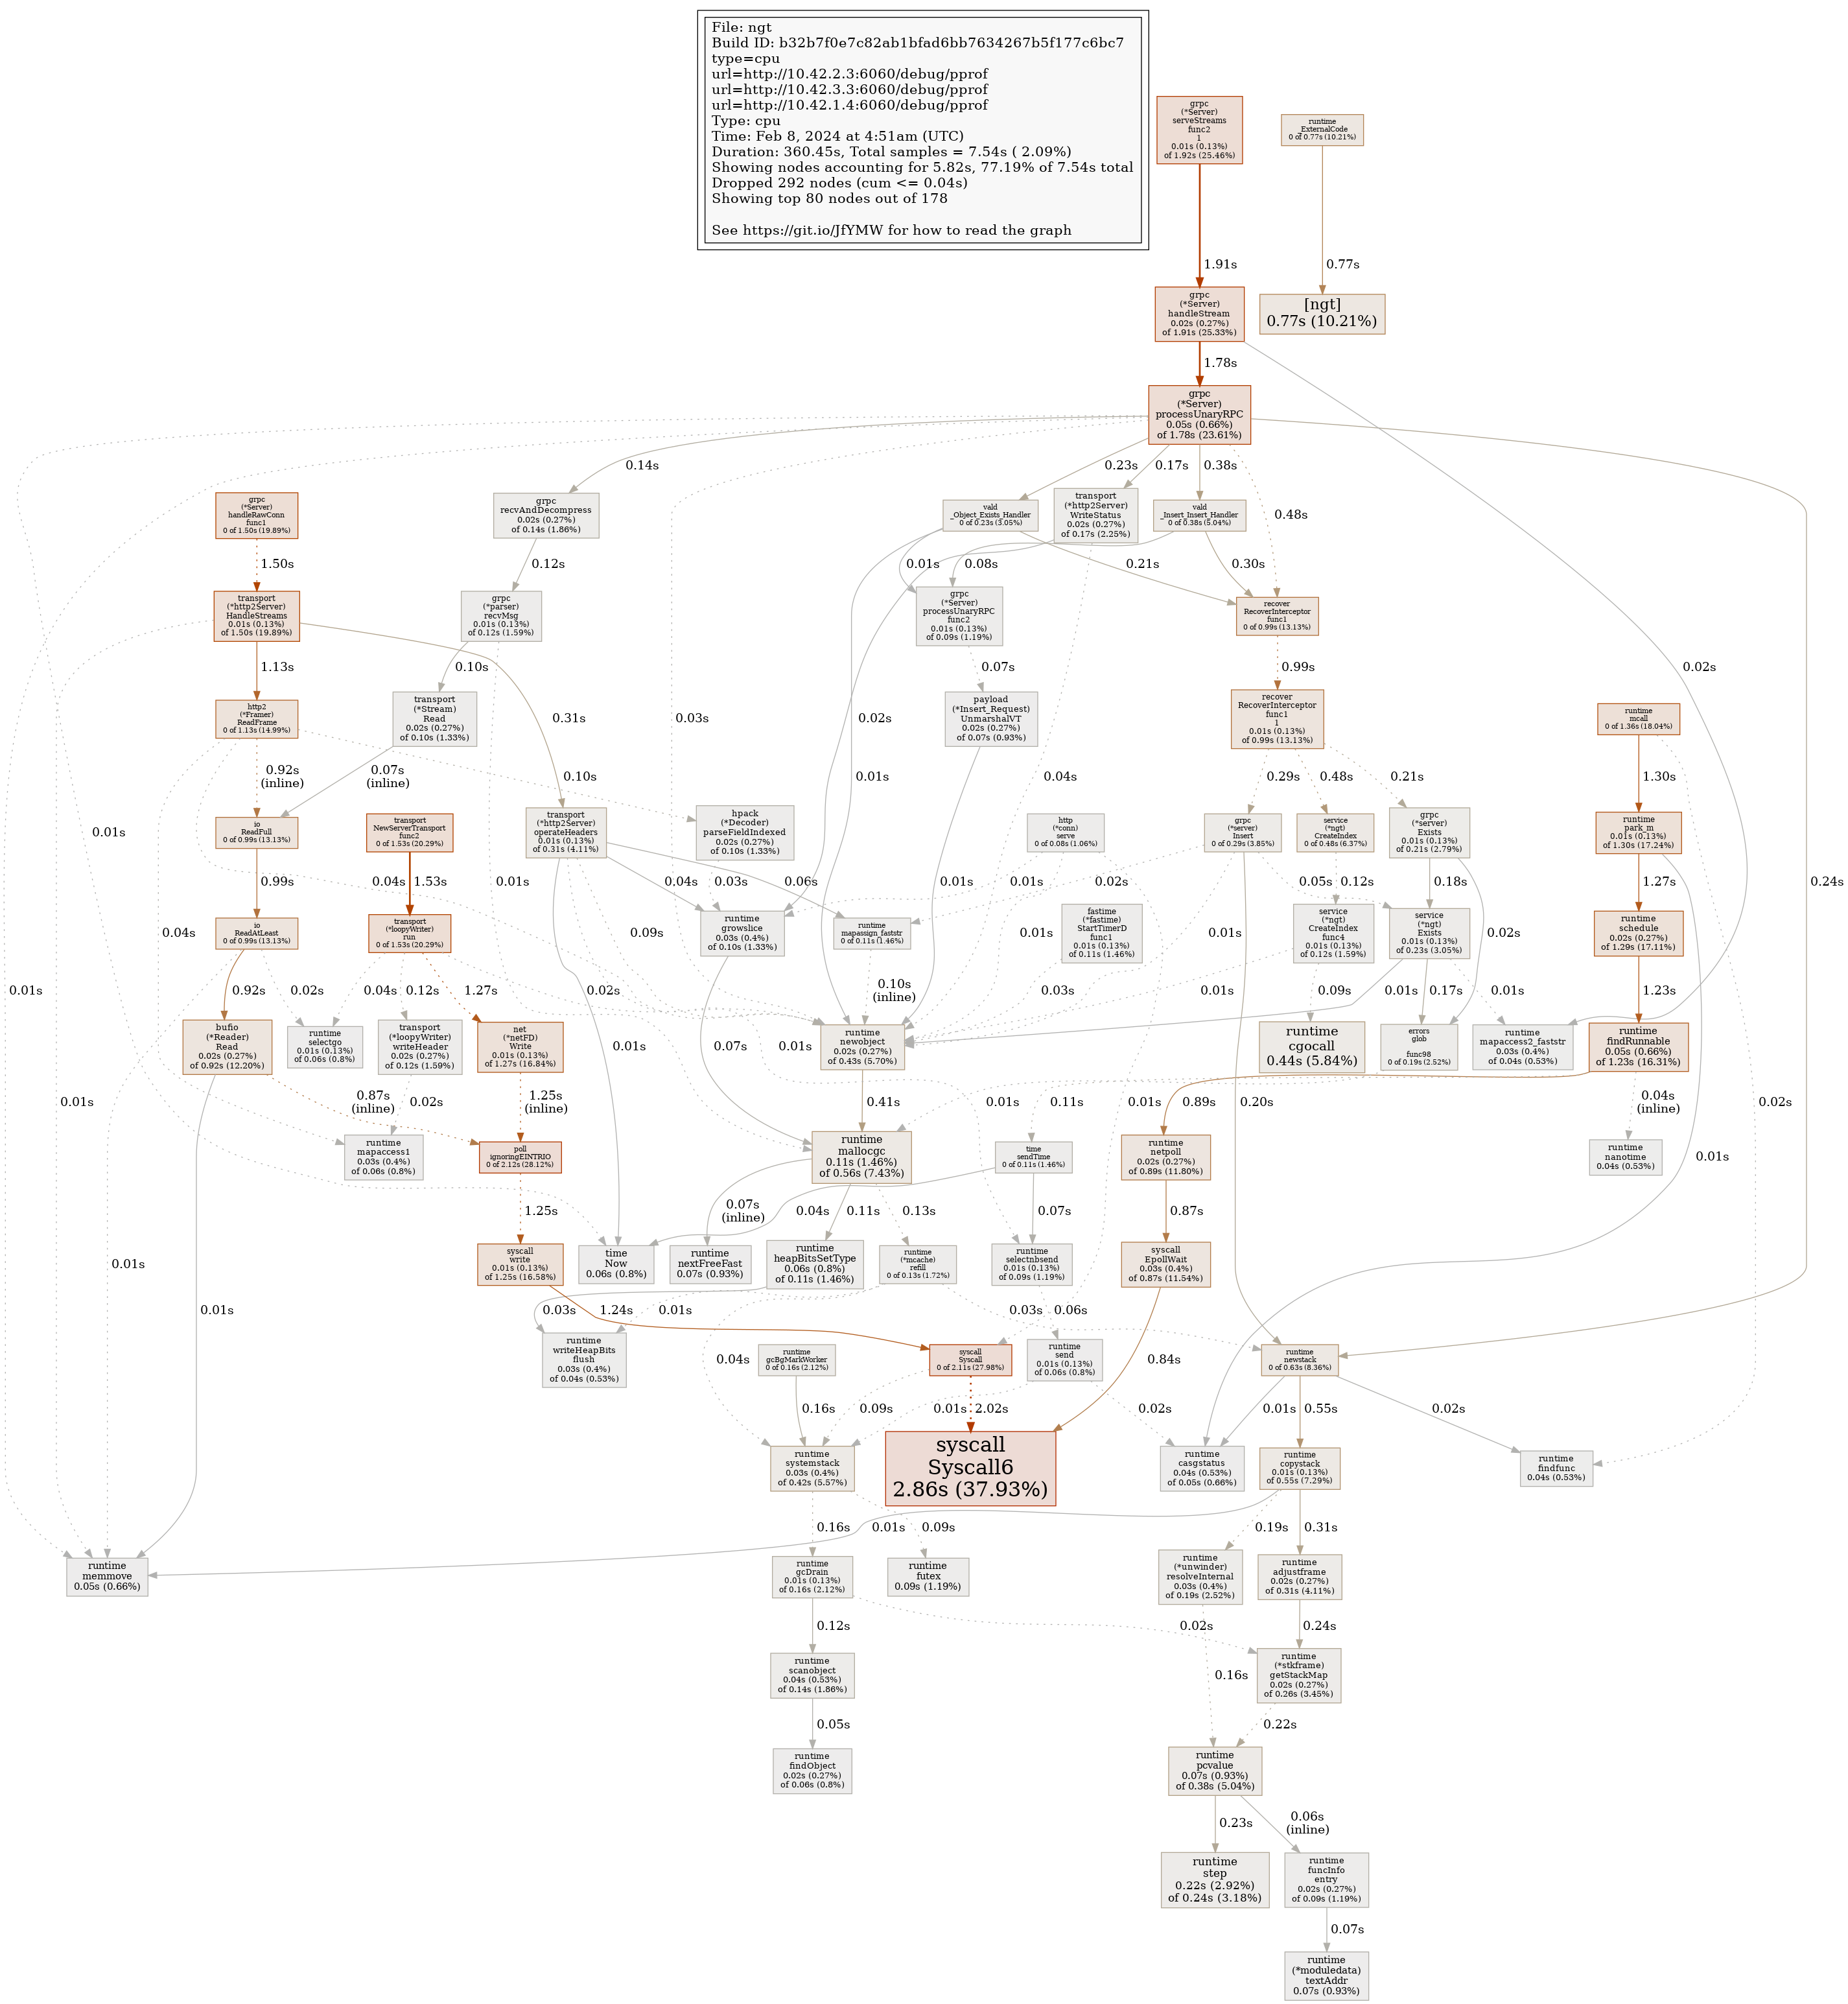 File: ngt
Build ID: b32b7f0e7c82ab1bfad6bb7634267b5f177c6bc7
type=cpu
url=http://10.42.2.3:6060/debug/pprof
url=http://10.42.3.3:6060/debug/pprof
url=http://10.42.1.4:6060/debug/pprof
Type: cpu
Time: Feb 8, 2024 at 4:51am (UTC)
Duration: 360.45s, Total samples = 7.54s ( 2.09%)
Showing nodes accounting for 5.82s, 77.19% of 7.54s total
Dropped 292 nodes (cum <= 0.04s)
Showing top 80 nodes out of 178
See https://git.io/JfYMW for how to read the graph
grpc
(*Server)
serveStreams
func2
1
0.01s (0.13%)
of 1.92s (25.46%)
runtime
_ExternalCode
0 of 0.77s (10.21%)
1.91s
0.77s
grpc
(*Server)
handleStream
0.02s (0.27%)
of 1.91s (25.33%)
[ngt]
0.77s (10.21%)
1.78s
grpc
(*Server)
processUnaryRPC
0.05s (0.66%)
of 1.78s (23.61%)
0.14s
0.23s
0.17s
0.38s
grpc
(*Server)
handleRawConn
func1
0 of 1.50s (19.89%)
grpc
recvAndDecompress
0.02s (0.27%)
of 0.14s (1.86%)
vald
_Object_Exists_Handler
0 of 0.23s (3.05%)
transport
(*http2Server)
WriteStatus
0.02s (0.27%)
of 0.17s (2.25%)
vald
_Insert_Insert_Handler
0 of 0.38s (5.04%)
0.48s
1.50s
0.12s
0.01s
0.08s
0.21s
0.30s
transport
(*http2Server)
HandleStreams
0.01s (0.13%)
of 1.50s (19.89%)
grpc
(*parser)
recvMsg
0.01s (0.13%)
of 0.12s (1.59%)
grpc
(*Server)
processUnaryRPC
func2
0.01s (0.13%)
of 0.09s (1.19%)
recover
RecoverInterceptor
func1
0 of 0.99s (13.13%)
1.13s
0.10s
0.07s
0.99s
0.02s
http2
(*Framer)
ReadFrame
0 of 1.13s (14.99%)
transport
(*Stream)
Read
0.02s (0.27%)
of 0.10s (1.33%)
0.31s
0.03s
payload
(*Insert_Request)
UnmarshalVT
0.02s (0.27%)
of 0.07s (0.93%)
0.02s
recover
RecoverInterceptor
func1
1
0.01s (0.13%)
of 0.99s (13.13%)
runtime
mcall
0 of 1.36s (18.04%)
0.92s
(inline)
0.07s
(inline)
0.10s
0.01s
0.04s
0.29s
0.48s
0.21s
1.30s
0.01s
io
ReadFull
0 of 0.99s (13.13%)
transport
NewServerTransport
func2
0 of 1.53s (20.29%)
transport
(*http2Server)
operateHeaders
0.01s (0.13%)
of 0.31s (4.11%)
hpack
(*Decoder)
parseFieldIndexed
0.02s (0.27%)
of 0.10s (1.33%)
http
(*conn)
serve
0 of 0.08s (1.06%)
grpc
(*server)
Insert
0 of 0.29s (3.85%)
service
(*ngt)
CreateIndex
0 of 0.48s (6.37%)
grpc
(*server)
Exists
0.01s (0.13%)
of 0.21s (2.79%)
runtime
park_m
0.01s (0.13%)
of 1.30s (17.24%)
0.99s
1.53s
0.04s
0.01s
0.04s
0.03s
0.06s
0.01s
0.01s
0.02s
0.05s
0.12s
0.18s
1.27s
0.24s
io
ReadAtLeast
0 of 0.99s (13.13%)
transport
(*loopyWriter)
run
0 of 1.53s (20.29%)
runtime
growslice
0.03s (0.4%)
of 0.10s (1.33%)
runtime
mapassign_faststr
0 of 0.11s (1.46%)
fastime
(*fastime)
StartTimerD
func1
0.01s (0.13%)
of 0.11s (1.46%)
service
(*ngt)
CreateIndex
func4
0.01s (0.13%)
of 0.12s (1.59%)
service
(*ngt)
Exists
0.01s (0.13%)
of 0.23s (3.05%)
runtime
schedule
0.02s (0.27%)
of 1.29s (17.11%)
0.04s
0.01s
0.92s
0.02s
0.04s
0.12s
1.27s
0.09s
0.02s
0.10s
(inline)
0.01s
0.03s
0.01s
0.01s
0.09s
0.01s
0.17s
0.01s
0.02s
1.23s
bufio
(*Reader)
Read
0.02s (0.27%)
of 0.92s (12.20%)
runtime
selectgo
0.01s (0.13%)
of 0.06s (0.8%)
transport
(*loopyWriter)
writeHeader
0.02s (0.27%)
of 0.12s (1.59%)
net
(*netFD)
Write
0.01s (0.13%)
of 1.27s (16.84%)
runtime
newobject
0.02s (0.27%)
of 0.43s (5.70%)
runtime
cgocall
0.44s (5.84%)
errors
glob

func98
0 of 0.19s (2.52%)
runtime
mapaccess2_faststr
0.03s (0.4%)
of 0.04s (0.53%)
runtime
findRunnable
0.05s (0.66%)
of 1.23s (16.31%)
0.01s
0.87s
(inline)
0.02s
1.25s
(inline)
0.01s
0.07s
0.01s
0.41s
0.01s
0.11s
0.01s
0.89s
0.20s
0.04s
(inline)
0.02s
runtime
mapaccess1
0.03s (0.4%)
of 0.06s (0.8%)
poll
ignoringEINTRIO
0 of 2.12s (28.12%)
runtime
mallocgc
0.11s (1.46%)
of 0.56s (7.43%)
time
sendTime
0 of 0.11s (1.46%)
runtime
netpoll
0.02s (0.27%)
of 0.89s (11.80%)
runtime
nanotime
0.04s (0.53%)
0.01s
1.25s
0.07s
(inline)
0.04s
0.11s
0.13s
0.07s
0.87s
syscall
write
0.01s (0.13%)
of 1.25s (16.58%)
time
Now
0.06s (0.8%)
runtime
nextFreeFast
0.07s (0.93%)
runtime
heapBitsSetType
0.06s (0.8%)
of 0.11s (1.46%)
runtime
(*mcache)
refill
0 of 0.13s (1.72%)
runtime
selectnbsend
0.01s (0.13%)
of 0.09s (1.19%)
syscall
EpollWait
0.03s (0.4%)
of 0.87s (11.54%)
0.01s
0.01s
0.03s
1.24s
0.01s
0.03s
0.06s
runtime
writeHeapBits
flush
0.03s (0.4%)
of 0.04s (0.53%)
0.04s
runtime
gcBgMarkWorker
0 of 0.16s (2.12%)
syscall
Syscall
0 of 2.11s (27.98%)
runtime
send
0.01s (0.13%)
of 0.06s (0.8%)
0.84s
runtime
newstack
0 of 0.63s (8.36%)
0.16s
0.09s
0.01s
2.02s
0.02s
0.01s
0.55s
0.02s
runtime
systemstack
0.03s (0.4%)
of 0.42s (5.57%)
syscall
Syscall6
2.86s (37.93%)
runtime
casgstatus
0.04s (0.53%)
of 0.05s (0.66%)
runtime
copystack
0.01s (0.13%)
of 0.55s (7.29%)
runtime
findfunc
0.04s (0.53%)
0.16s
0.01s
0.09s
0.19s
0.31s
runtime
memmove
0.05s (0.66%)
runtime
gcDrain
0.01s (0.13%)
of 0.16s (2.12%)
runtime
futex
0.09s (1.19%)
runtime
(*unwinder)
resolveInternal
0.03s (0.4%)
of 0.19s (2.52%)
runtime
adjustframe
0.02s (0.27%)
of 0.31s (4.11%)
0.12s
0.02s
0.24s
runtime
scanobject
0.04s (0.53%)
of 0.14s (1.86%)
0.16s
runtime
(*stkframe)
getStackMap
0.02s (0.27%)
of 0.26s (3.45%)
0.05s
0.22s
runtime
findObject
0.02s (0.27%)
of 0.06s (0.8%)
runtime
pcvalue
0.07s (0.93%)
of 0.38s (5.04%)
0.23s
0.06s
(inline)
runtime
step
0.22s (2.92%)
of 0.24s (3.18%)
runtime
funcInfo
entry
0.02s (0.27%)
of 0.09s (1.19%)
0.07s
runtime
(*moduledata)
textAddr
0.07s (0.93%)